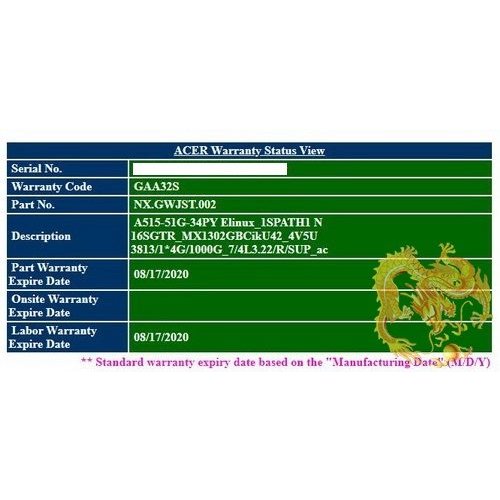 ACER Warranty Status View
Serial No.
Warranty Code GAA32S
Part No. NX.GWJST.002
Description A515-51G-34PY Elinux_1SPATH1 N
16SGTR_MX1302GBCikU42_4V5U
3813/1*4G/1000G_7/4L3.22/R/SUP_ac
Part Warranty
Expire Date 08/17/2020
Onsite Warranty
Expire Date
Labor Warranty
Expire Date 08/17/2020
** Standard warranty expiry date based on the "Manufacturing Date" (M/D/Y)